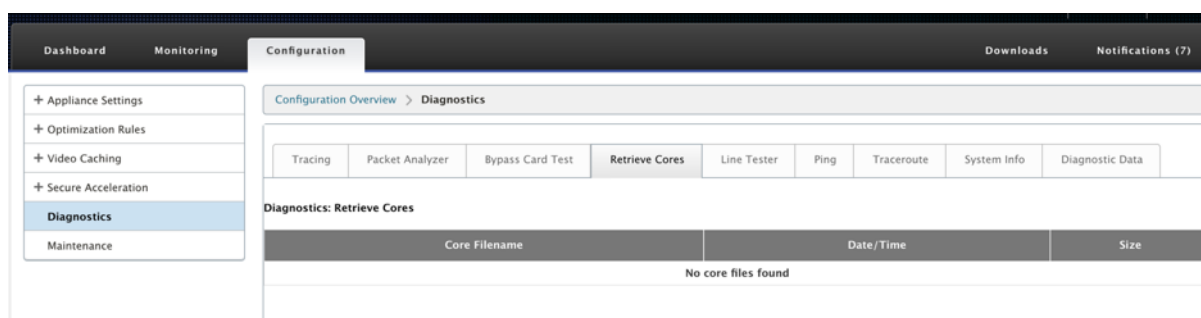 Dashboard Monitoring Configuration Downloads Notifications (7)
+ Appliance Settings
+ Optimization Rules
+ Video Caching
+ Secure Acceleration
Diagnostics
Maintenance
Configuration Overview > Diagnostics
Tracing Packet Analyzer Bypass Card Test Retrieve Cores Line Tester Ping Traceroute System Info Diagnostic Data
Diagnostics: Retrieve Cores
Core Filename Date/Time Size
No core files found